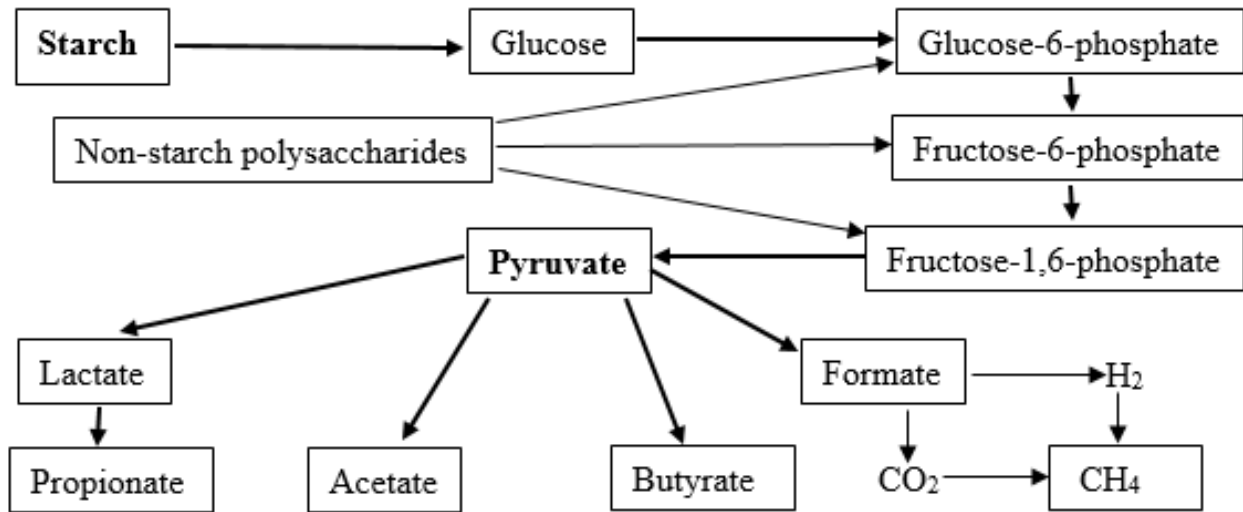 Starch
Glucose
Glucose-6-phosphate
Non-starch polysaccharides
Fructose-6-phosphate
Pyruvate
Fructose-1,6-phosphate
Lactate
Formate
H₂
Propionate
Acetate
Butyrate
CO₂
CH₄